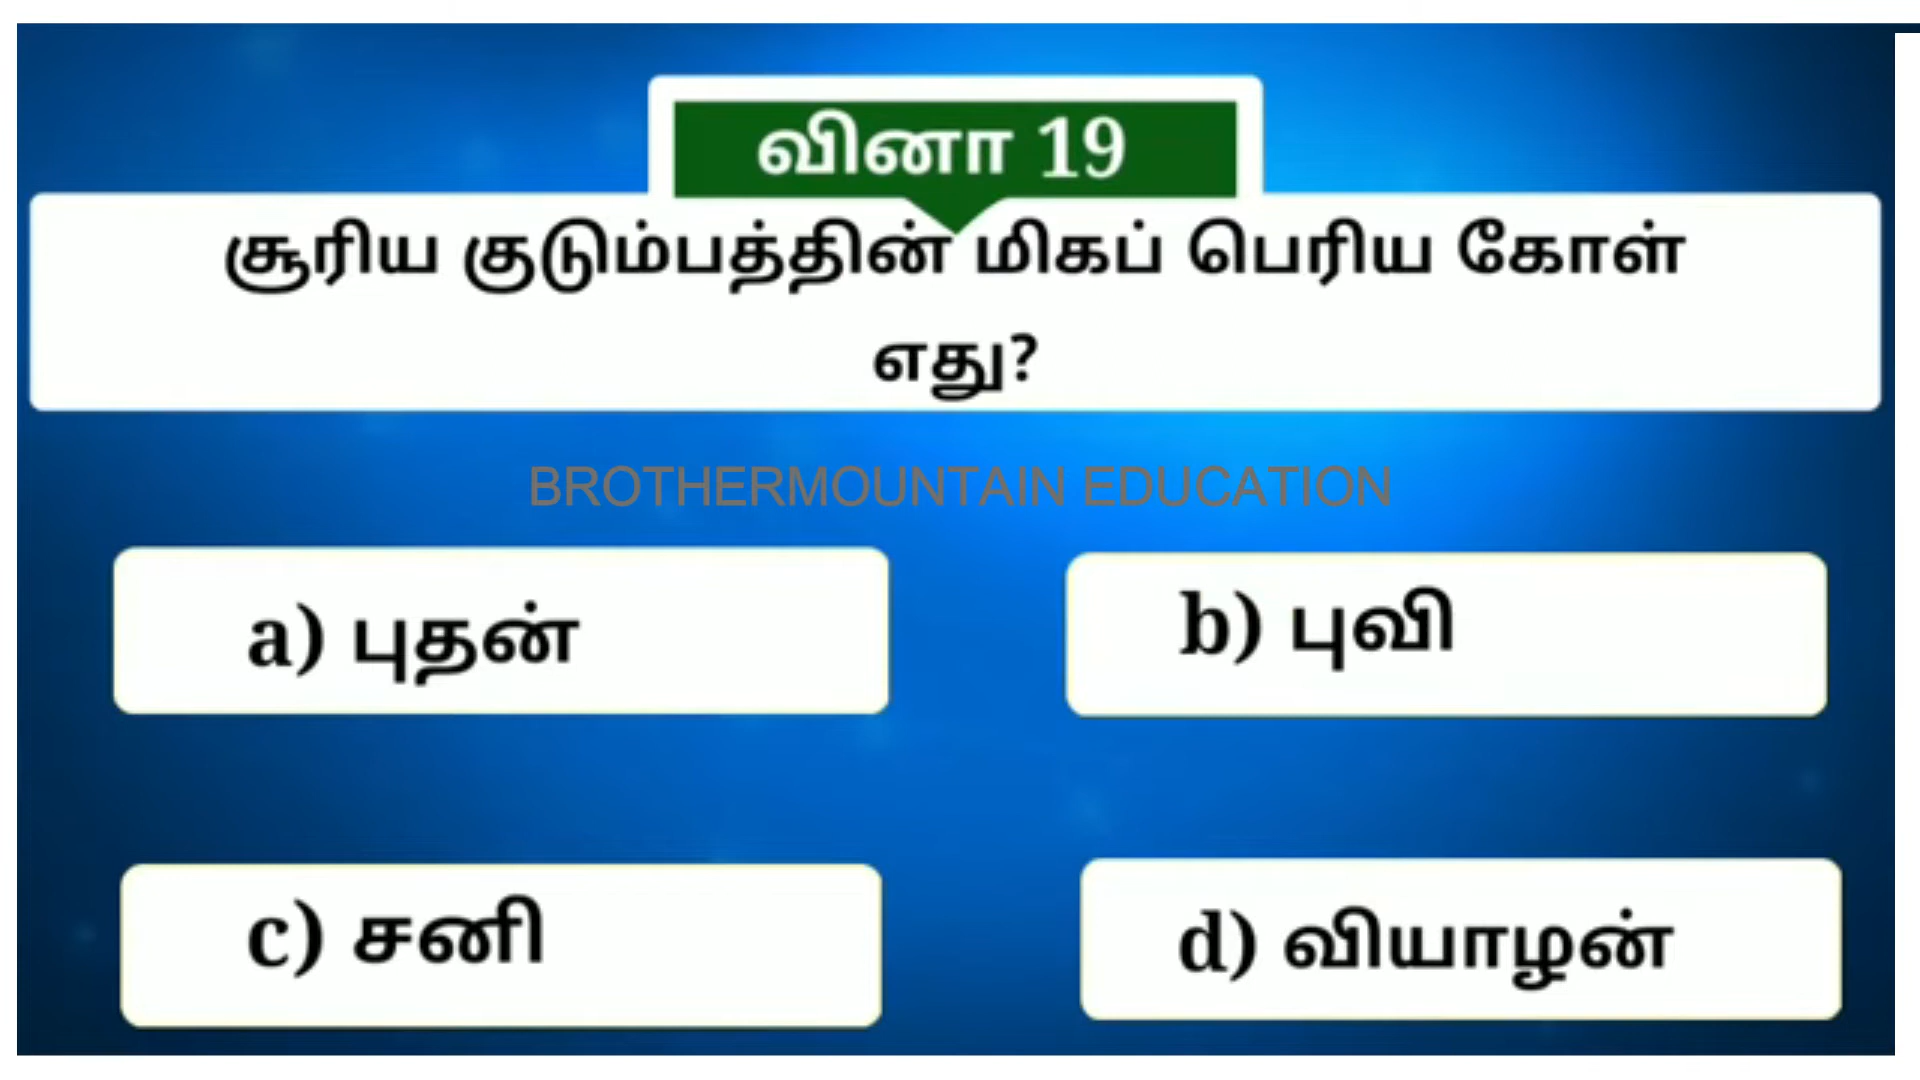 வினா 19
சூரிய குடும்பத்தின் மிகப் பெரிய கோள்
எது?
BROTHERMOUNTAIN EDUCATION
a) புதன்
b) புவி
c) சனி
d) வியாழன்